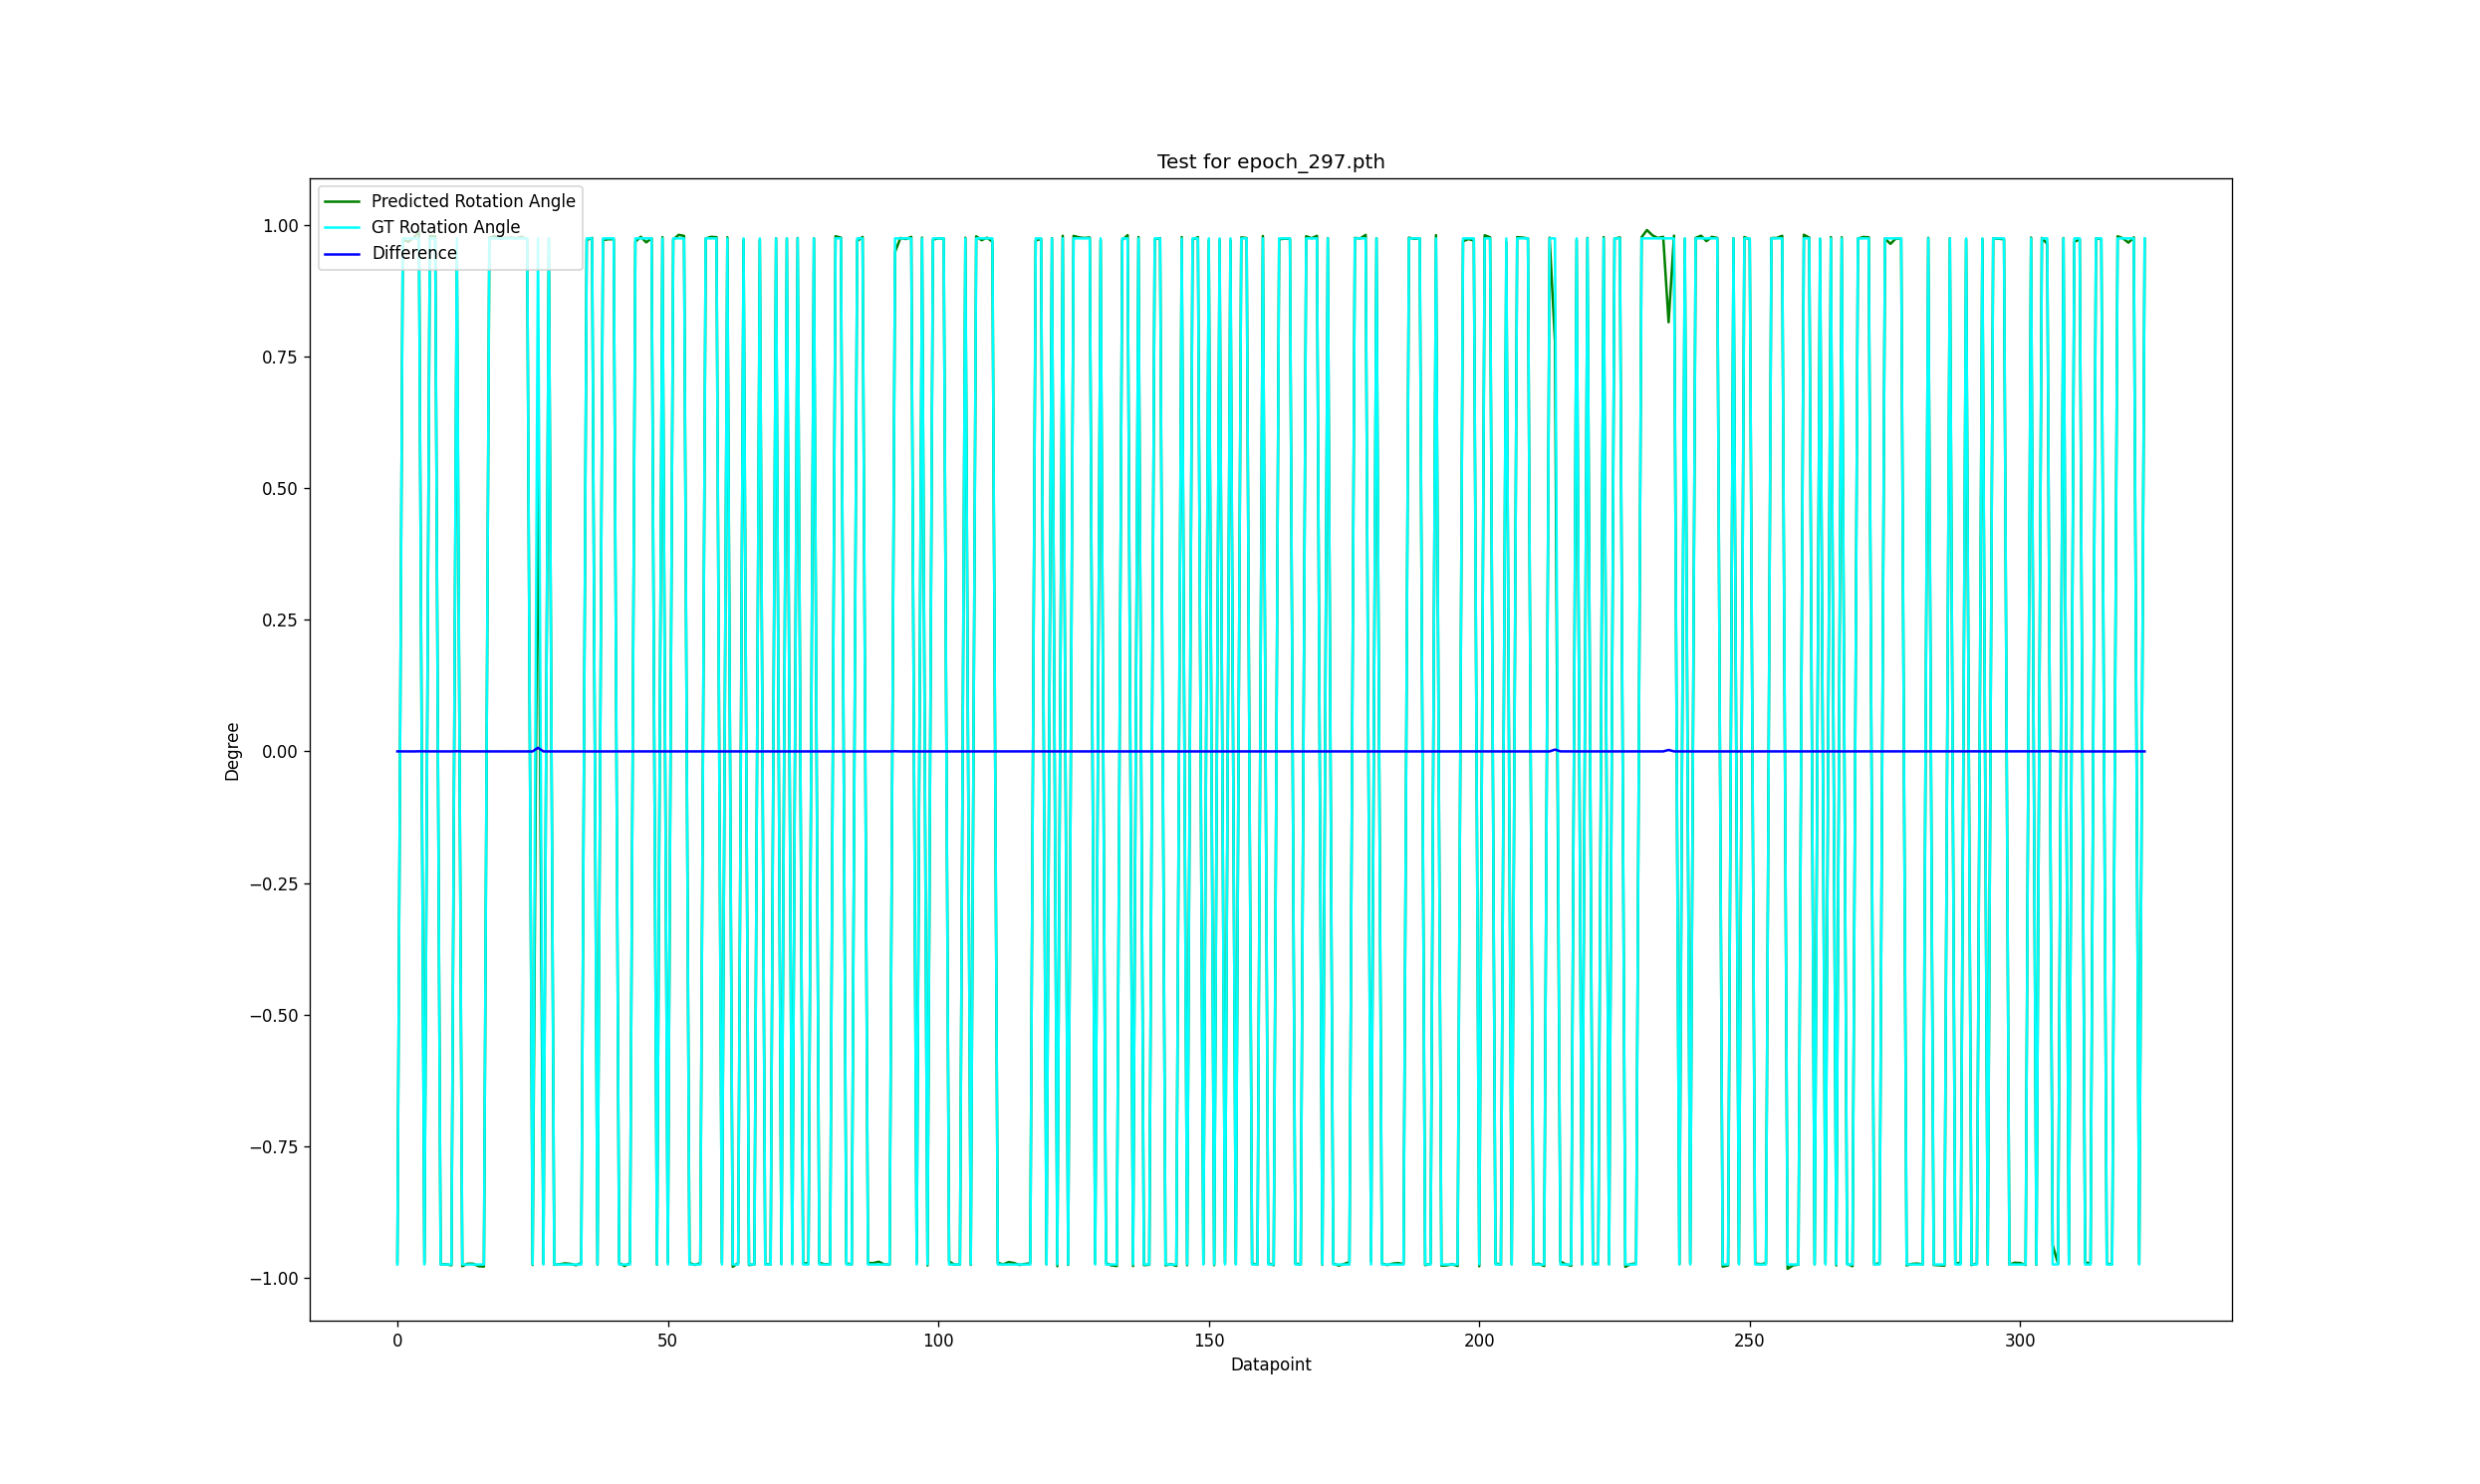 Test for epoch_297.pth
Predicted Rotation Angle
GT Rotation Angle
Difference
1.00
0.75
0.50
0.25
0.00
−0.25
−0.50
−0.75
−1.00
Degree
0 50 100 150 200 250 300
Datapoint